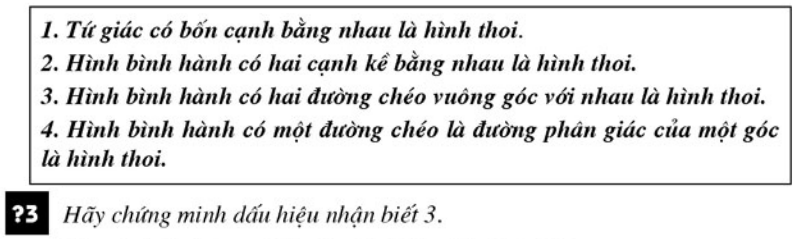 1. Tứ giác có bốn cạnh bằng nhau là hình thoi.
2. Hình bình hành có hai cạnh kề bằng nhau là hình thoi.
3. Hình bình hành có hai đường chéo vuông góc với nhau là hình thoi.
4. Hình bình hành có một đường chéo là đường phân giác của một góc
là hình thoi.
?3 Hãy chứng minh dấu hiệu nhận biết 3.